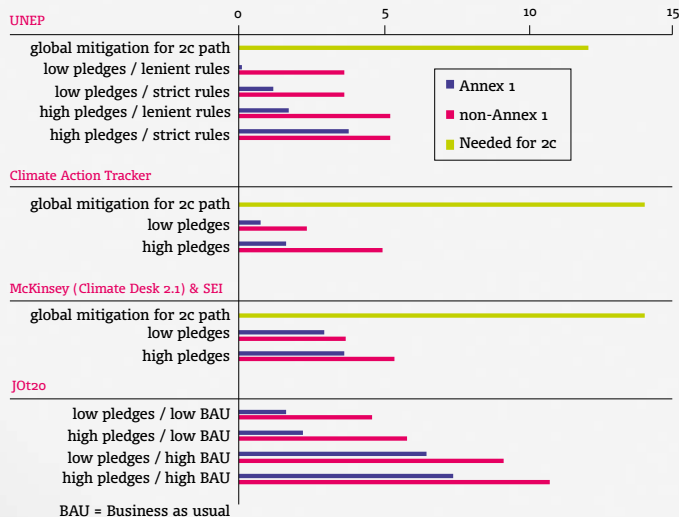 0 5 10 15
UNEP
global mitigation for 2c path
low pledges / lenient rules
low pledges / strict rules
high pledges / lenient rules
high pledges / strict rules
Annex 1
non-Annex 1
Needed for 2c
Climate Action Tracker
global mitigation for 2c path
low pledges
high pledges
McKinsey (Climate Desk 2.1) & SEI
global mitigation for 2c path
low pledges
high pledges
JOt20
low pledges / low BAU
high pledges / low BAU
low pledges / high BAU
high pledges / high BAU
BAU = Business as usual